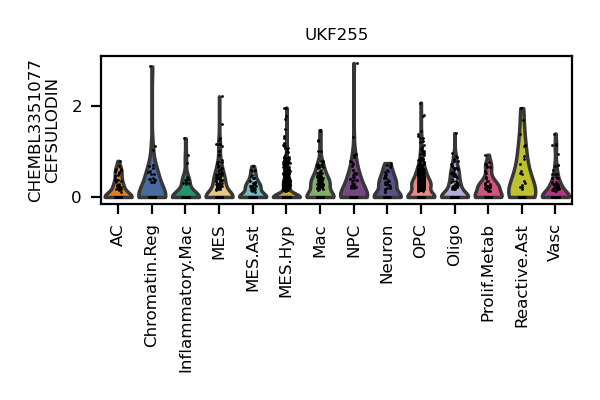 UKF255
CHEMBL3351077
CEFSULODIN
2
0
AC
Chromatin.Reg
Inflammatory.Mac
MES
MES.Ast
MES.Hyp
Mac
NPC
Neuron
OPC
Oligo
Prolif.Metab
Reactive.Ast
Vasc